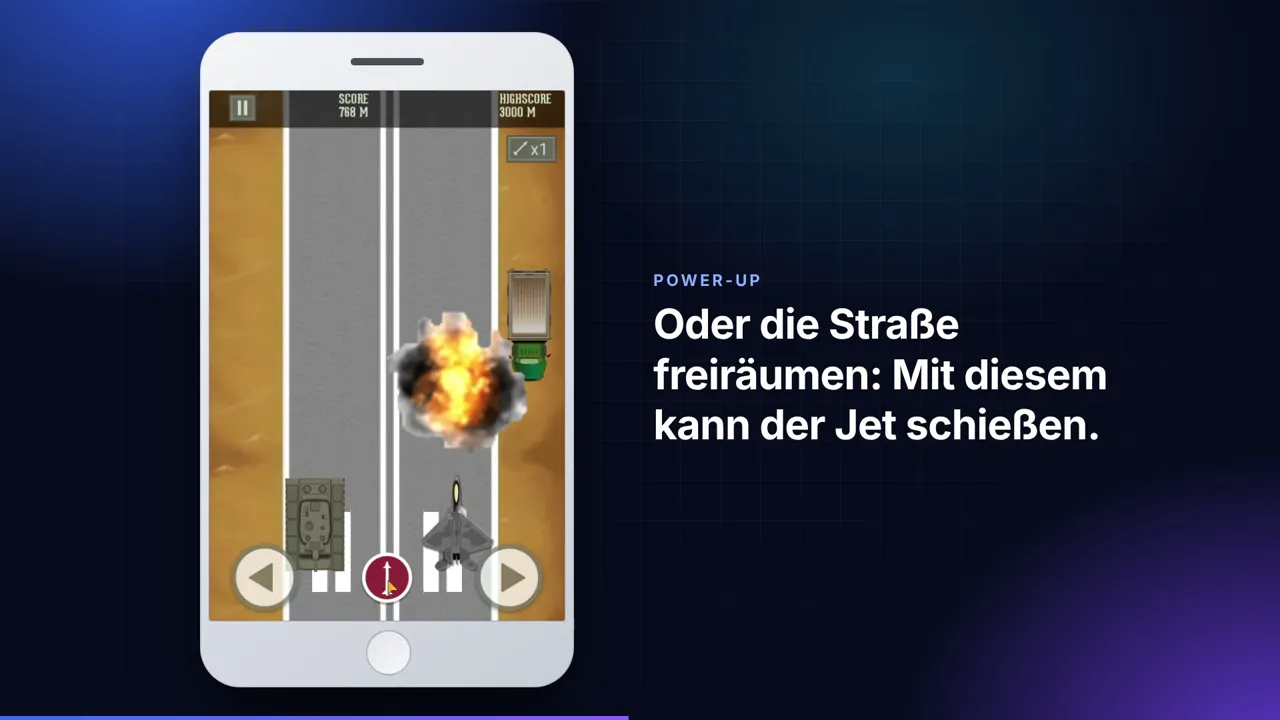 SCORE
768 M
HIGHSCORE
3000 M
x1
POWER-UP
Oder die Straße
freiräumen: Mit diesem
kann der Jet schießen.